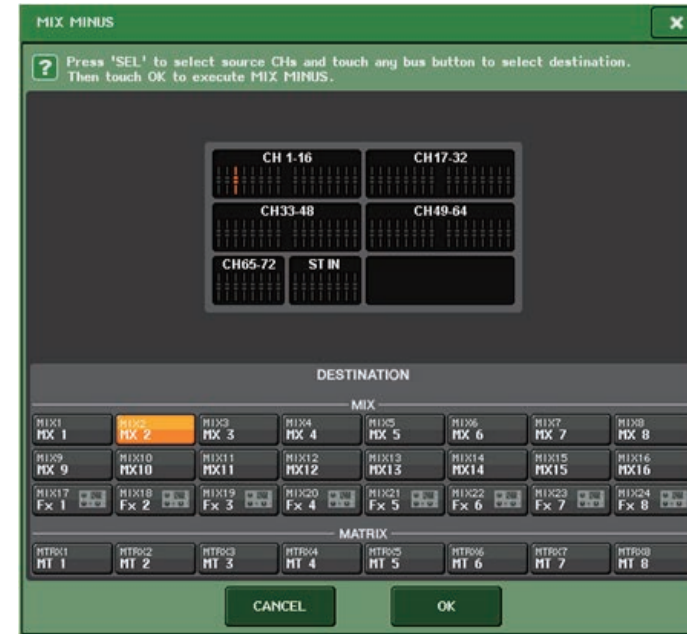 MIX MINUS
?
Press 'SEL' to select source CHs and touch any bus button to select destination.
Then touch OK to execute MIX MINUS.
CH 1-16 CH17-32
CH33-48 CH49-64
CH65-72 ST IN
DESTINATION
MIX
MIX1 MIX2 MIX3 MIX4 MIX5 MIX6 MIX7 MIX8
MX 1 MX 2 MX 3 MX 4 MX 5 MX 6 MX 7 MX 8
MIX9 MIX10 MIX11 MIX12 MIX13 MIX14 MIX15 MIX16
MX 9 MX10 MX11 MX12 MX13 MX14 MX15 MX16
MIX17 MIX18 MIX19 MIX20 MIX21 MIX22 MIX23 MIX24
Fx 1 Fx 2 Fx 3 Fx 4 Fx 5 Fx 6 Fx 7 Fx 8
MATRIX
MTRX1 MTRX2 MTRX3 MTRX4 MTRX5 MTRX6 MTRX7 MTRX8
MT 1 MT 2 MT 3 MT 4 MT 5 MT 6 MT 7 MT 8
CANCEL OK